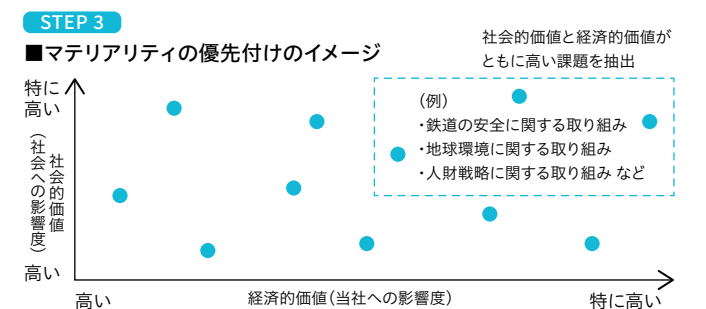 STEP 3
■マテリアリティの優先付けのイメージ
社会的価値と経済的価値が
ともに高い課題を抽出
特に
高い
社会的価値
（社会への影響度）
高い
（例）
・鉄道の安全に関する取り組み
・地球環境に関する取り組み
・人財戦略に関する取り組み など
高い
経済的価値（当社への影響度）
特に高い